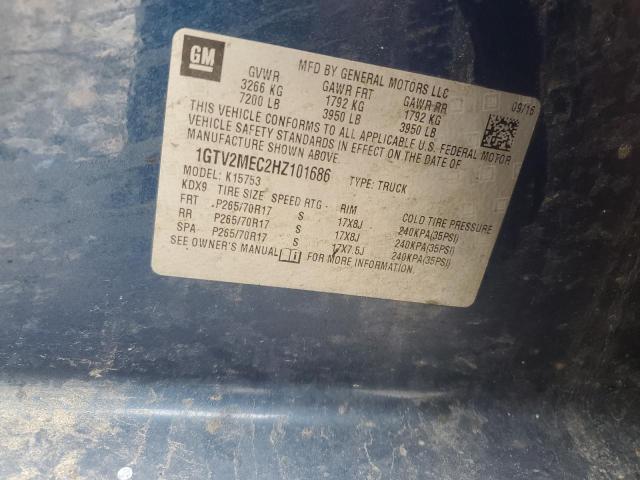 GM
MFD BY GENERAL MOTORS LLC
GVWR GAWR FRT GAWR RR 09/16
3266 KG 1792 KG 1792 KG
7200 LB 3950 LB 3950 LB
THIS VEHICLE CONFORMS TO ALL APPLICABLE U.S. FEDERAL MOTOR
VEHICLE SAFETY STANDARDS IN EFFECT ON THE DATE OF
MANUFACTURE SHOWN ABOVE.
1GTV2MEC2HZ101686 TYPE: TRUCK
MODEL: K15753
KDX9 TIRE SIZE SPEED RTG RIM COLD TIRE PRESSURE
FRT P265/70R17 S 17X8J 240KPA(35PSI)
RR P265/70R17 S 17X8J 240KPA(35PSI)
SPA P265/70R17 S 17X7.5J 240KPA(35PSI)
SEE OWNER'S MANUAL FOR MORE INFORMATION.